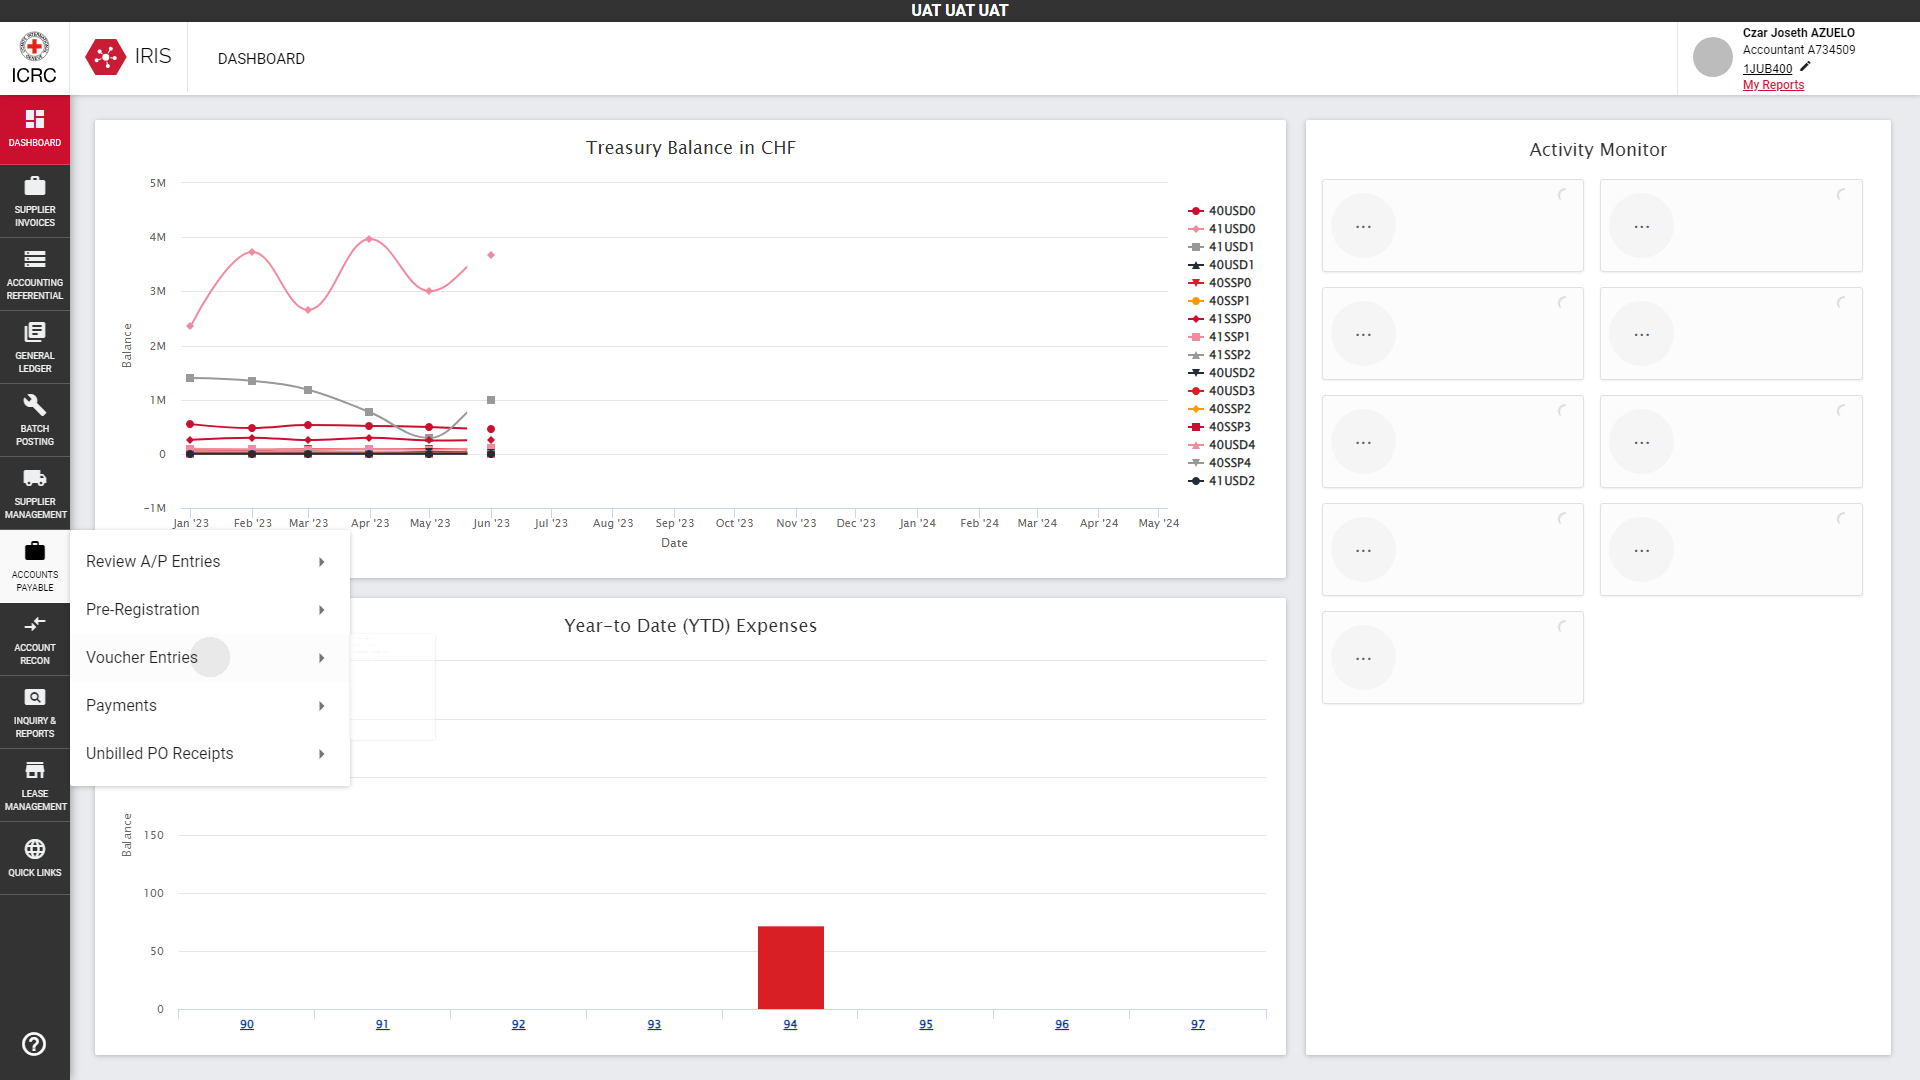 UAT UAT UAT
ICRC
IRIS
DASHBOARD
Czar Joseth AZUELO
Accountant A734509
1JUB400
My Reports
DASHBOARD
SUPPLIER
INVOICES
ACCOUNTING
REFERENTIAL
GENERAL
LEDGER
BATCH
POSTING
SUPPLIER
MANAGEMENT
ACCOUNTS
PAYABLE
ACCOUNT
RECON
INQUIRY &
REPORTS
LEASE
MANAGEMENT
QUICK LINKS
Review A/P Entries
Pre-Registration
Voucher Entries
Payments
Unbilled PO Receipts
Treasury Balance in CHF
5M
4M
3M
2M
1M
0
-1M
Balance
Jan '23 Feb '23 Mar '23 Apr '23 May '23 Jun '23 Jul '23 Aug '23 Sep '23 Oct '23 Nov '23 Dec '23 Jan '24 Feb '24 Mar '24 Apr '24 May '24
Date
40USD0
41USD0
41USD1
40USD1
40SSP0
40SSP1
41SSP0
41SSP1
41SSP2
40USD2
40USD3
40SSP2
40SSP3
40USD4
40SSP4
41USD2
Year-to Date (YTD) Expenses
Balance
150
100
50
0
90 91 92 93 94 95 96 97
Activity Monitor
... ...
... ...
... ...
... ...
...